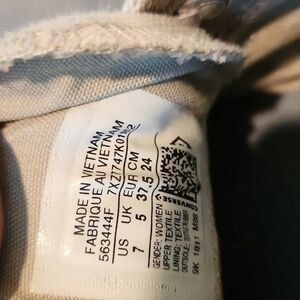 MADE IN VIETNAM
FABRIQUE AU VIETNAM
563444F
US UK EUR CM
7 5 37.5 24
GENDER: WOMEN
UPPER: TEXTILE
LINING: TEXTILE
CONVERSE